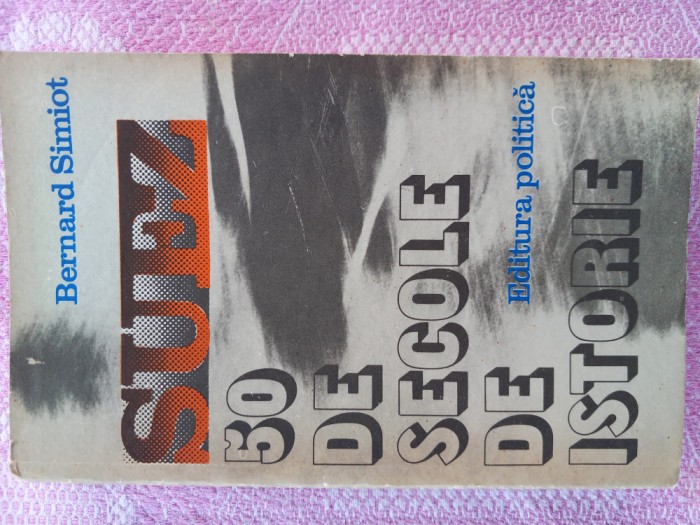 Bernard Simiot
SUEZ
50
DE
SECOLE
DE
ISTORIE
Editura politică